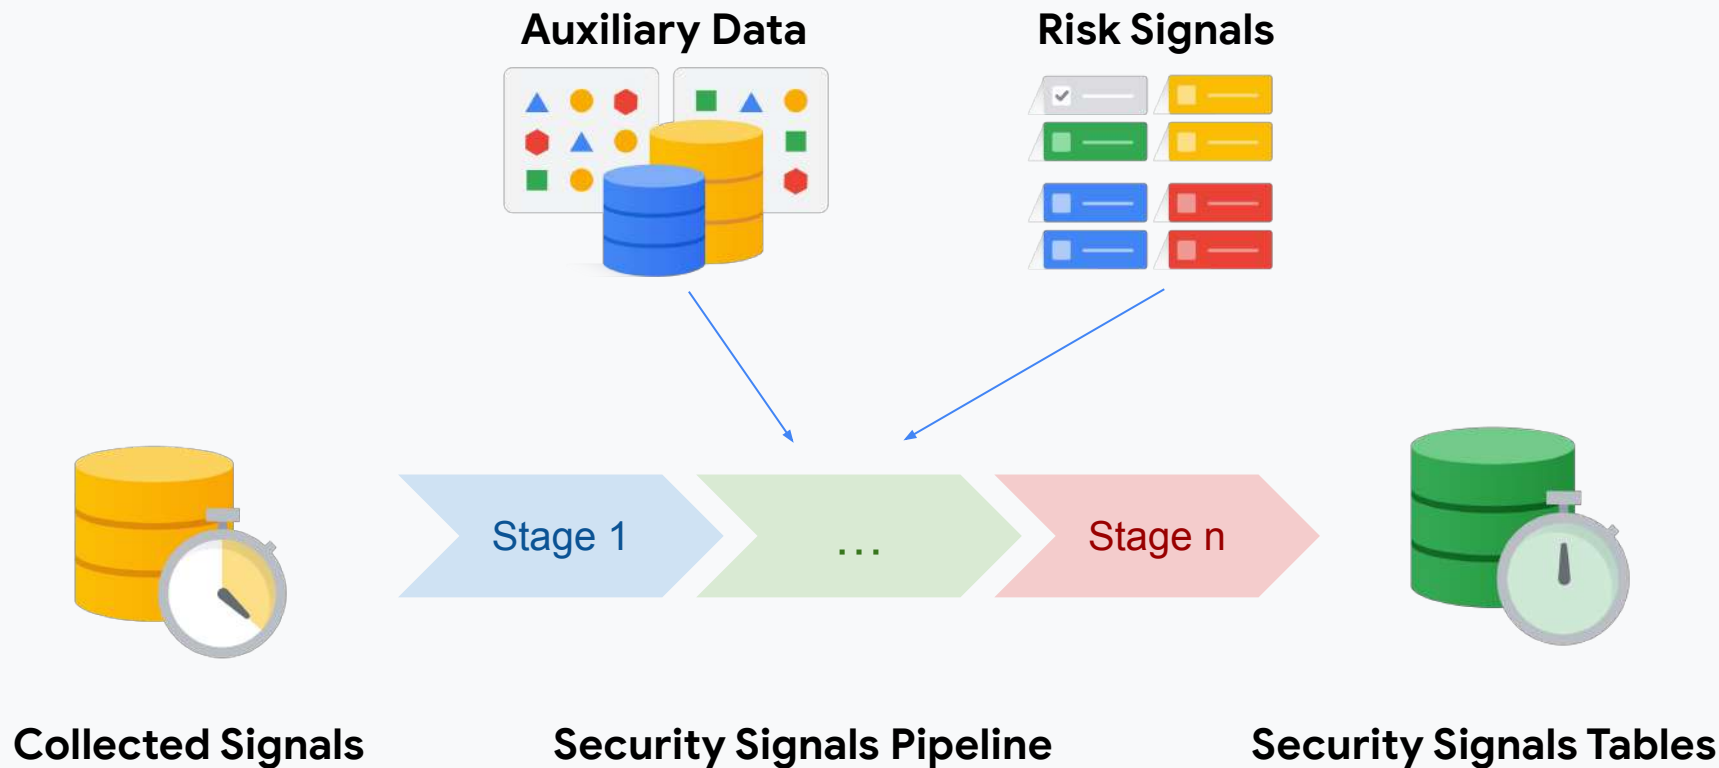 Auxiliary Data
Risk Signals
Stage 1
...
Stage n
Collected Signals
Security Signals Pipeline
Security Signals Tables